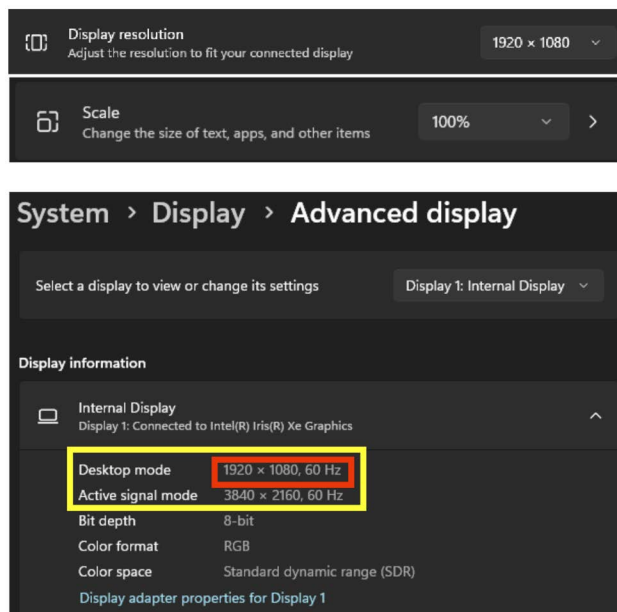 Display resolution
Adjust the resolution to fit your connected display
1920 × 1080
Scale
Change the size of text, apps, and other items
100%
System > Display > Advanced display
Select a display to view or change its settings
Display 1: Internal Display
Display information
Internal Display
Display 1: Connected to Intel(R) Iris(R) Xe Graphics
Desktop mode 1920 × 1080, 60 Hz
Active signal mode 3840 × 2160, 60 Hz
Bit depth 8-bit
Color format RGB
Color space Standard dynamic range (SDR)
Display adapter properties for Display 1